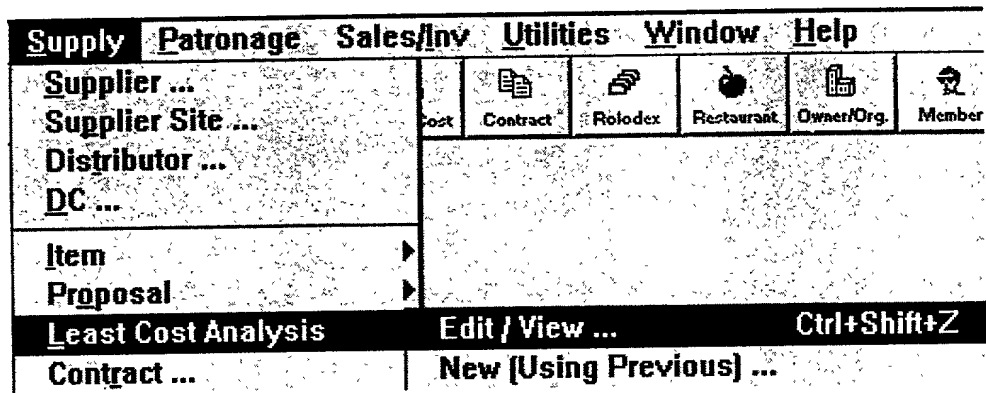 Supply Patronage Sales/Inv Utilities Window Help
Supplier ...
Supplier Site ...
Distributor ...
DC ...
Cost Contract Rolodex Restaurant Owner/Org. Member
Item
Proposal
Least Cost Analysis Edit / View ... Ctrl+Shift+Z
Contract ... New (Using Previous) ...